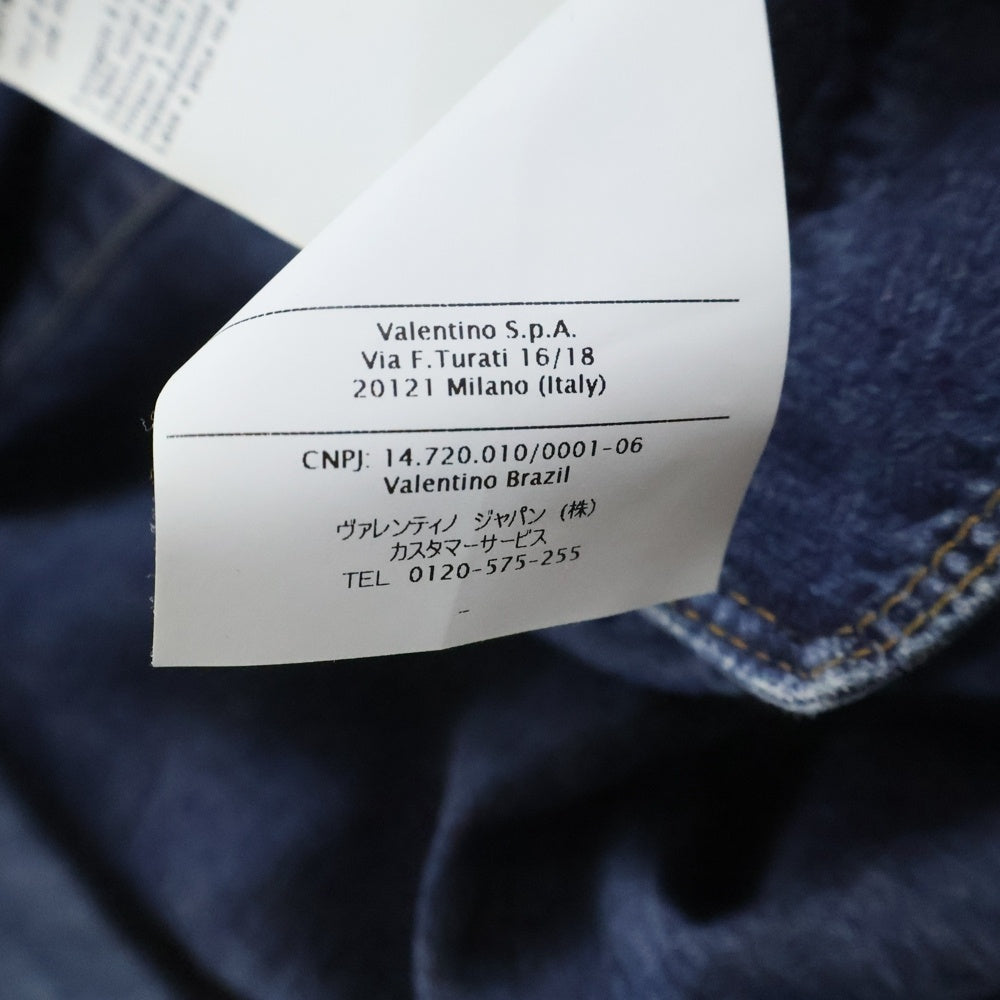 Valentino S.p.A.
Via F.Turati 16/18
20121 Milano (Italy)
CNPJ: 14.720.010/0001-06
Valentino Brazil
ヴァレンティノ ジャパン (株)
カスタマーサービス
TEL 0120-575-255